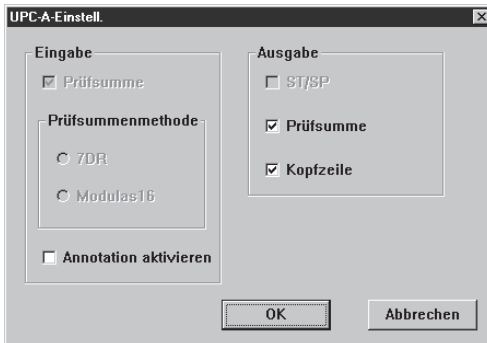 UPC-A-Einstell.
Eingabe
Prüfsumme
Prüfsummenmethode
7DR
Modulas16
Annotation aktivieren
Ausgabe
ST/SP
Prüfsumme
Kopfzeile
OK
Abbrechen